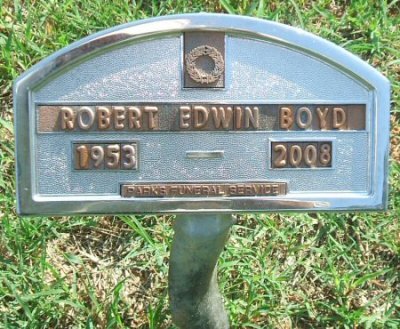 ROBERT EDWIN BOYD
1953 — 2008
PARKS FUNERAL SERVICE